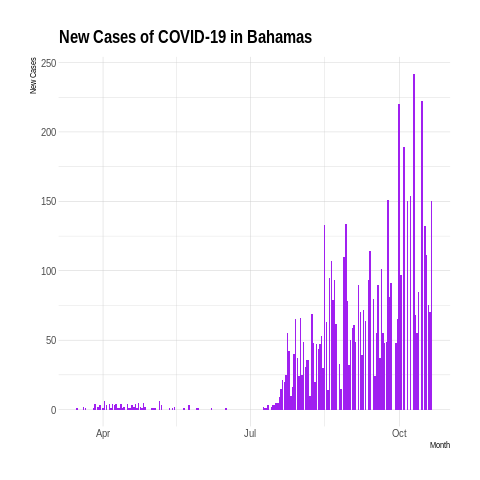 New Cases of COVID-19 in Bahamas
New Cases
250
200
150
100
50
0
Apr
Jul
Oct
Month